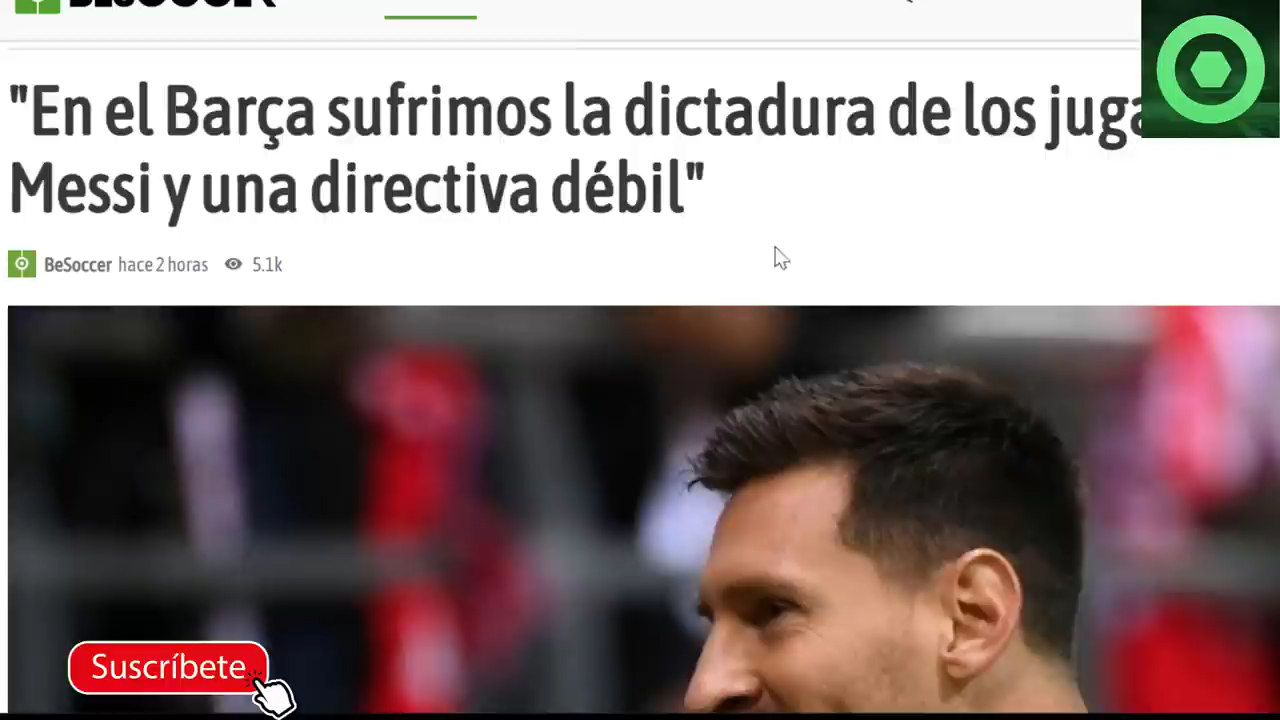 "En el Barça sufrimos la dictadura de los
Messi y una directiva débil"
BeSoccer hace 2 horas 5.1k
Suscríbete